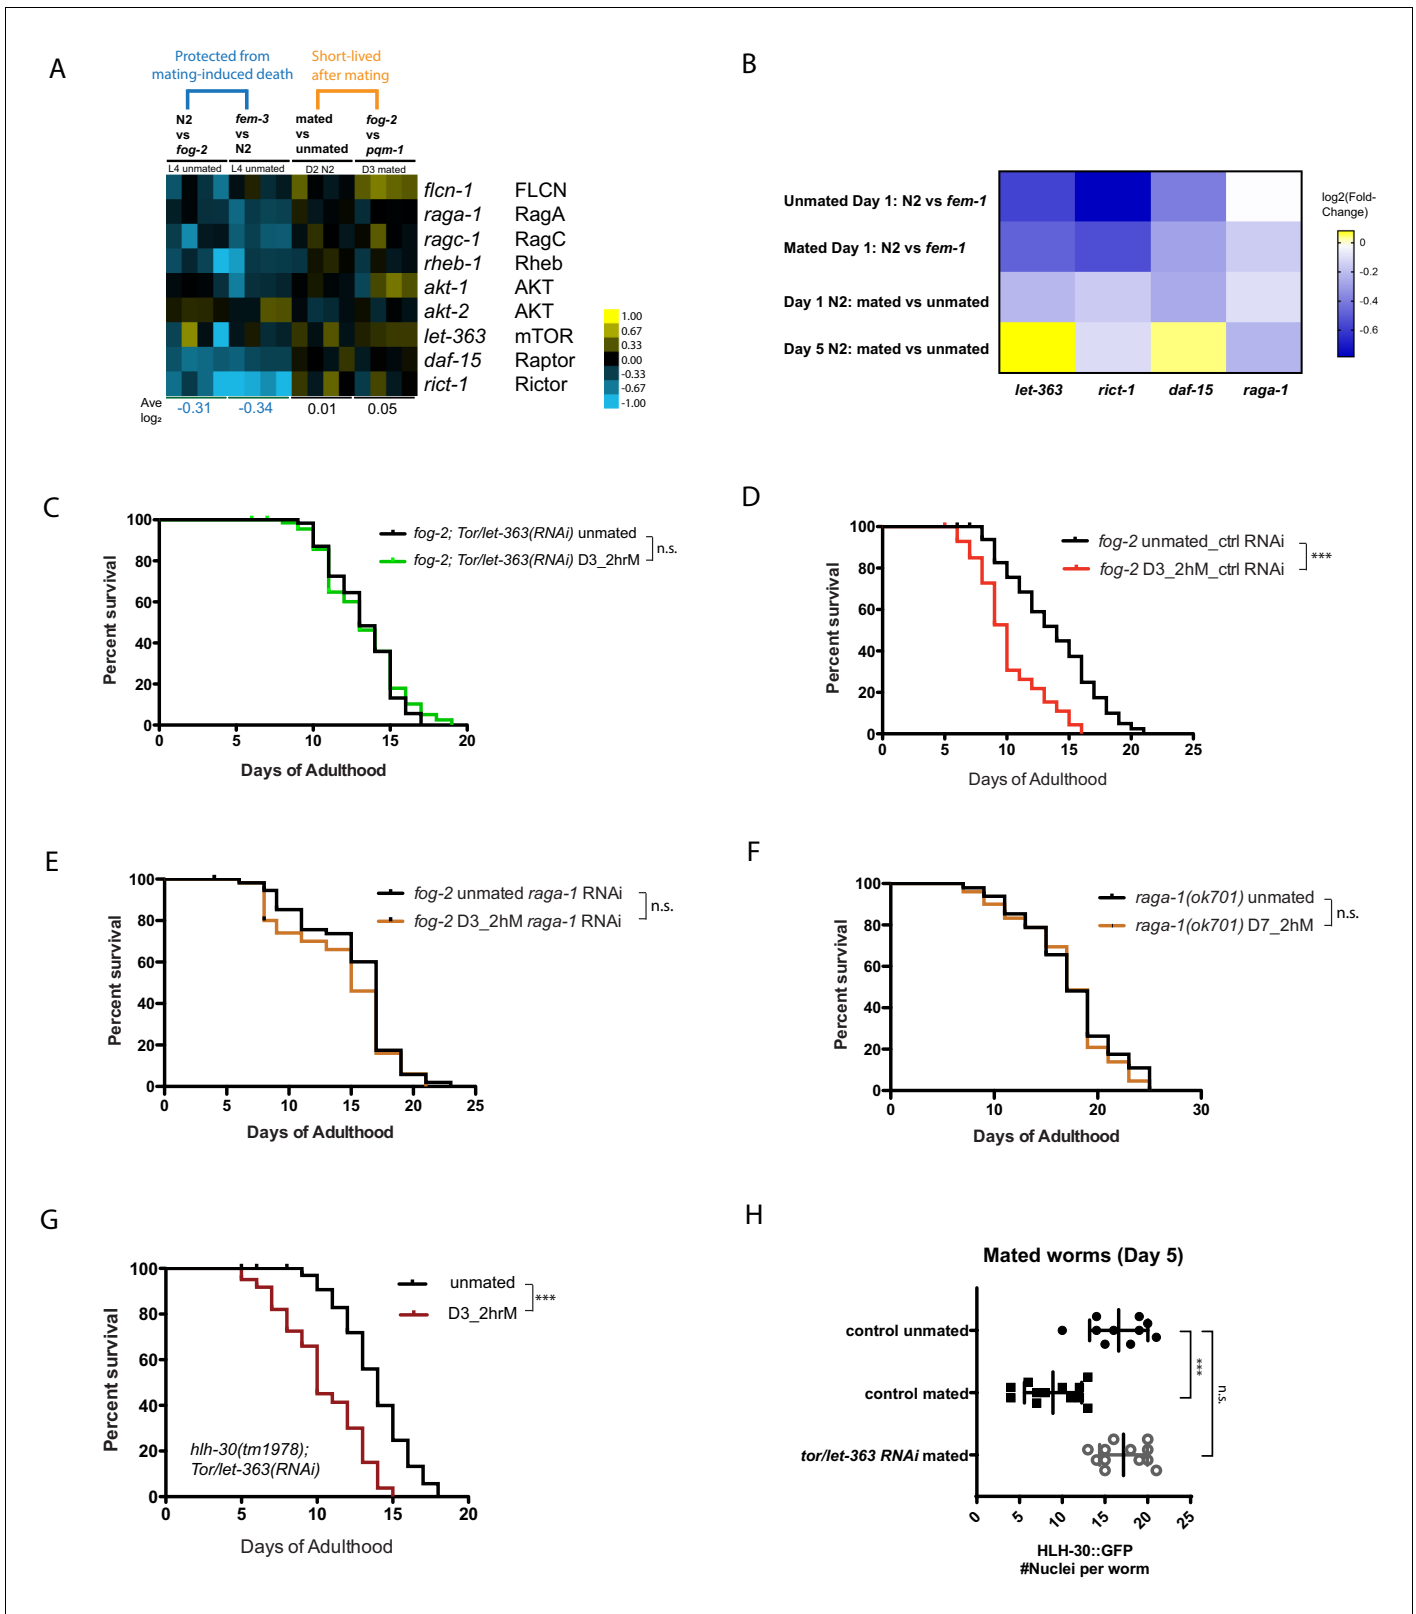 A
Protected from
mating-induced death
Short-lived
after mating
N2
vs
fog-2
fem-3
vs
N2
mated
vs
unmated
fog-2
vs
pqm-1
L4 unmated
L4 unmated
D2 N2
D3 mated
flcn-1 FLCN
raga-1 RagA
ragc-1 RagC
rheb-1 Rheb
akt-1 AKT
akt-2 AKT
let-363 mTOR
daf-15 Raptor
rict-1 Rictor
1.00
0.67
0.33
0.00
-0.33
-0.67
-1.00
Ave
log₂
-0.31 -0.34 0.01 0.05
B
Unmated Day 1: N2 vs fem-1
Mated Day 1: N2 vs fem-1
Day 1 N2: mated vs unmated
Day 5 N2: mated vs unmated
let-363 rict-1 daf-15 raga-1
log2(Fold-
Change)
0
-0.2
-0.4
-0.6
C
Percent survival
100
80
60
40
20
0
0 5 10 15 20
Days of Adulthood
fog-2; Tor/let-363(RNAi) unmated
fog-2; Tor/let-363(RNAi) D3_2hrM
n.s.
D
Percent survival
100
80
60
40
20
0
0 5 10 15 20 25
Days of Adulthood
fog-2 unmated_ctrl RNAi
fog-2 D3_2hM_ctrl RNAi
***
E
Percent survival
100
80
60
40
20
0
0 5 10 15 20 25
Days of Adulthood
fog-2 unmated raga-1 RNAi
fog-2 D3_2hM raga-1 RNAi
n.s.
F
Percent survival
100
80
60
40
20
0
0 10 20 30
Days of Adulthood
raga-1(ok701) unmated
raga-1(ok701) D7_2hM
n.s.
G
Percent survival
100
80
60
40
20
0
0 5 10 15 20
Days of Adulthood
unmated
D3_2hrM
***
hlh-30(tm1978);
Tor/let-363(RNAi)
H
Mated worms (Day 5)
control unmated
control mated
tor/let-363 RNAi mated
***
n.s.
0 5 10 15 20 25
HLH-30::GFP
#Nuclei per worm